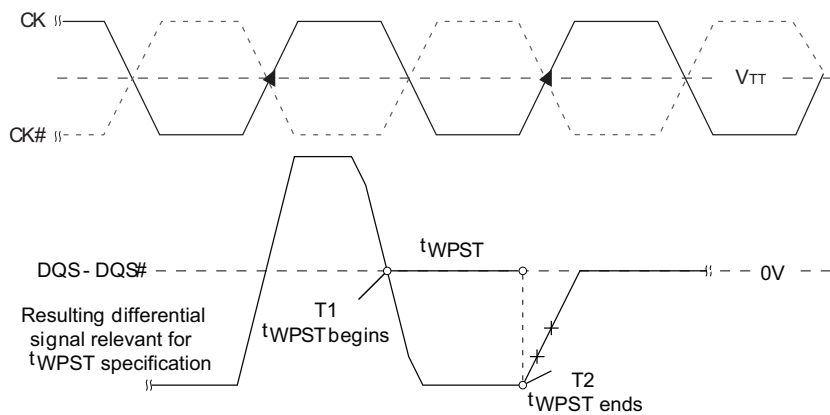 CK
VTT
CK#
tWPST
DQS - DQS#
0V
T1
tWPST begins
Resulting differential
signal relevant for
tWPST specification
T2
tWPST ends